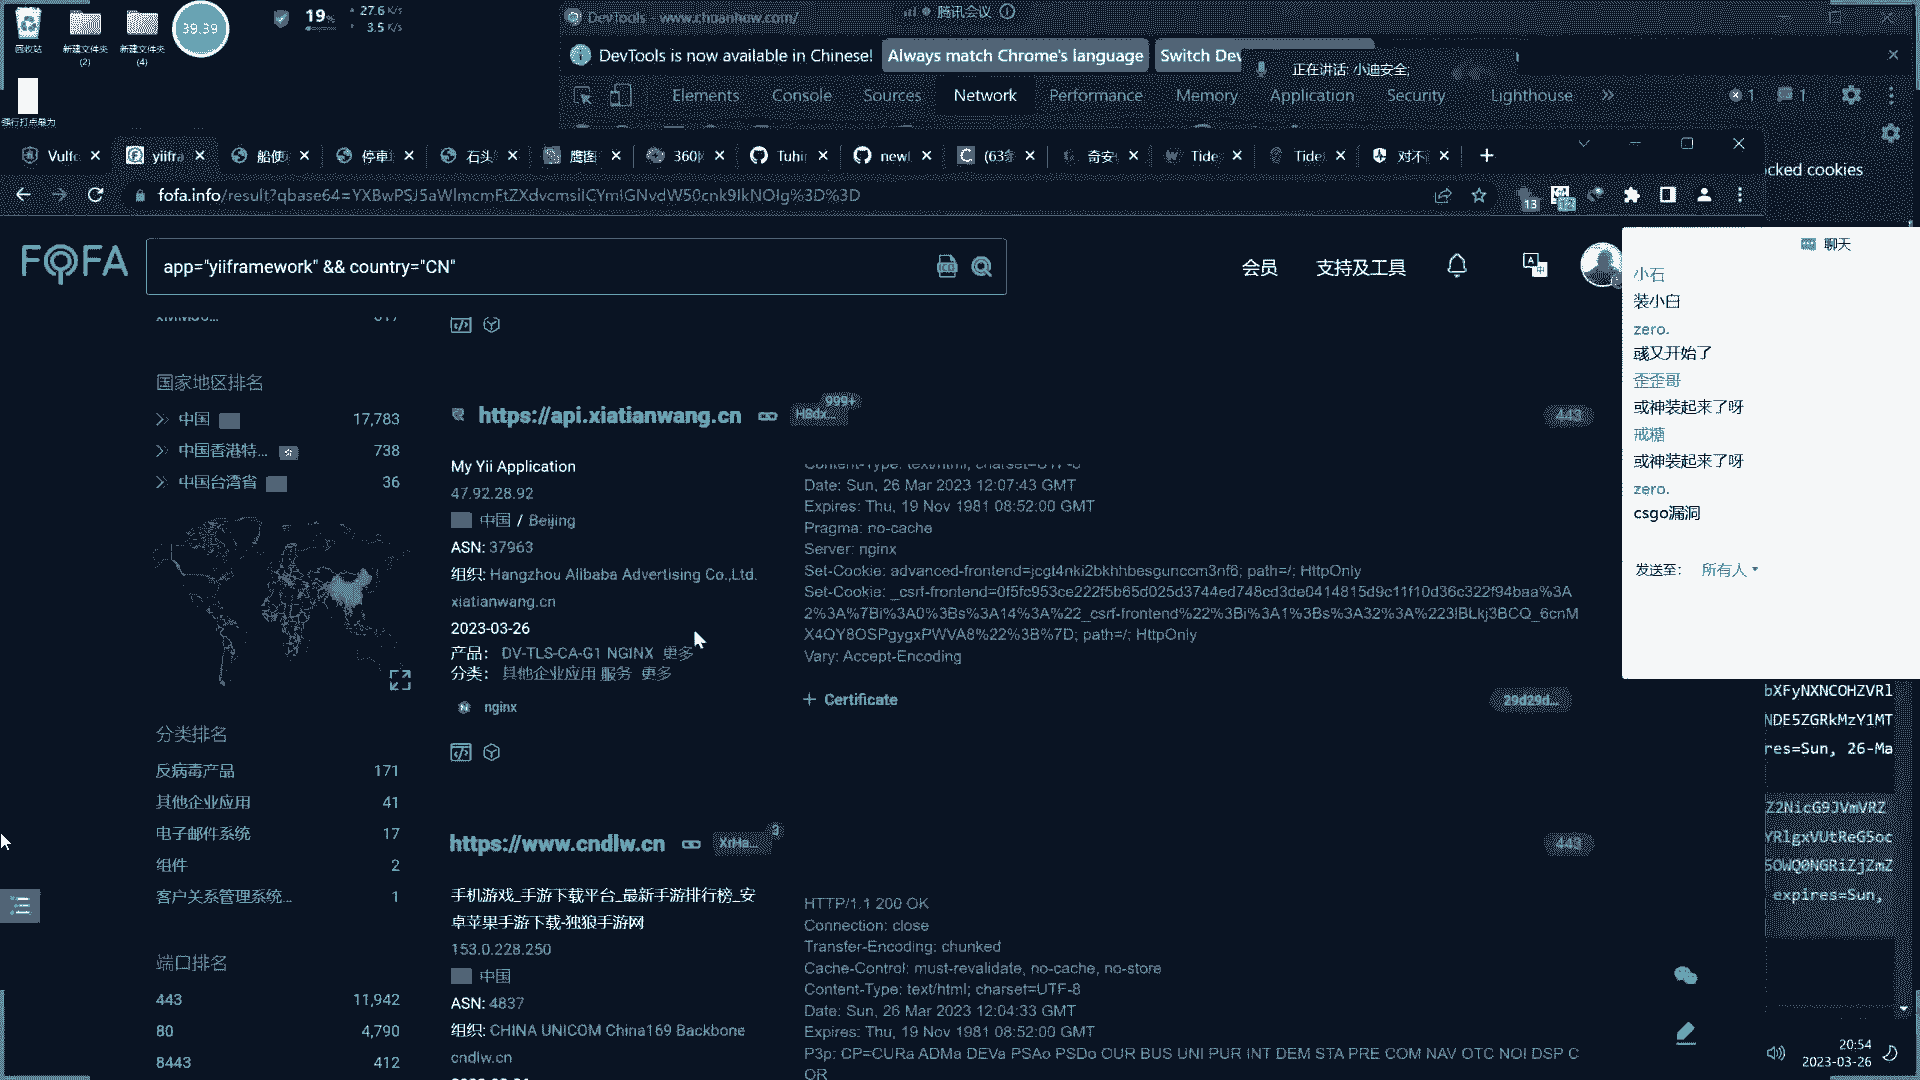 回收站
新建文件夹
(2)
新建文件夹
(4)
39.39
19%
27.6 K/s
3.5 K/s
DevTools - www.chuanhow.com/
腾讯会议
DevTools is now available in Chinese!
Always match Chrome's language
Switch Dev
正在讲话: 小迪安全;
Elements
Console
Sources
Network
Performance
Memory
Application
Security
Lighthouse
1
1
yiifra
停車
石头
鹰图
360
Tuhi
(63
奇安
Tide
Tide
对不
cked cookies
fofa.info/result?qbase64=YXBwPSJ5aWlmcmFtZXdvcmsiICYmIGNvdW50cnk9IkNOIg%3D%3D
13
12
FOFA
app="yiiframework" && country="CN"
会员
支持及工具
国家地区排名
中国
17,783
中国香港特...
738
中国台湾省
36
分类排名
反病毒产品
171
其他企业应用
41
电子邮件系统
17
组件
2
客户关系管理系统...
1
端口排名
443
11,942
80
4,790
8443
412
https://api.xiatianwang.cn
999+
443
My Yii Application
47.92.28.92
中国 / Beijing
ASN: 37963
组织: Hangzhou Alibaba Advertising Co.,Ltd.
xiatianwang.cn
2023-03-26
产品： DV-TLS-CA-G1 NGINX 更多
分类： 其他企业应用 服务 更多
nginx
Content-Type: text/html; charset=UTF-8
Date: Sun, 26 Mar 2023 12:07:43 GMT
Expires: Thu, 19 Nov 1981 08:52:00 GMT
Pragma: no-cache
Server: nginx
Set-Cookie: advanced-frontend=jcgt4nki2bkhhbesgunccm3nf6; path=/; HttpOnly
Set-Cookie: _csrf-frontend=0f5fc953ce222f5b65d025d3744ed748cd3de0414815d9c11f10d36c322f94baa%3A
2%3A%7Bi%3A0%3Bs%3A14%3A%22_csrf-frontend%22%3Bi%3A1%3Bs%3A32%3A%223IBLkj3BCQ_6cnM
X4QY8OSPgygxPWVA8%22%3B%7D; path=/; HttpOnly
Vary: Accept-Encoding
+ Certificate
29d29d...
https://www.cndlw.cn
XrHa...
3
443
手机游戏_手游下载平台_最新手游排行榜_安
卓苹果手游下载-独狼手游网
153.0.228.250
中国
ASN: 4837
组织: CHINA UNICOM China169 Backbone
cndlw.cn
HTTP/1.1 200 OK
Connection: close
Transfer-Encoding: chunked
Cache-Control: must-revalidate, no-cache, no-store
Content-Type: text/html; charset=UTF-8
Date: Sun, 26 Mar 2023 12:04:33 GMT
Expires: Thu, 19 Nov 1981 08:52:00 GMT
P3p: CP=CURa ADMa DEVa PSAo PSDo OUR BUS UNI PUR INT DEM STA PRE COM NAV OTC NOI DSP C
OR
聊天
小石
装小白
zero.
彧又开始了
歪歪哥
或神装起来了呀
戒糖
或神装起来了呀
zero.
csgo漏洞
发送至:
所有人
bXFyNXNCOHZVRl
NDE5ZGRkMzY1MT
res=Sun, 26-Ma
Z2NicG9JVmVRZ
YRlgxVUtReG5oc
5OWQ0NGRiZjZmZ
expires=Sun,
20:54
2023-03-26